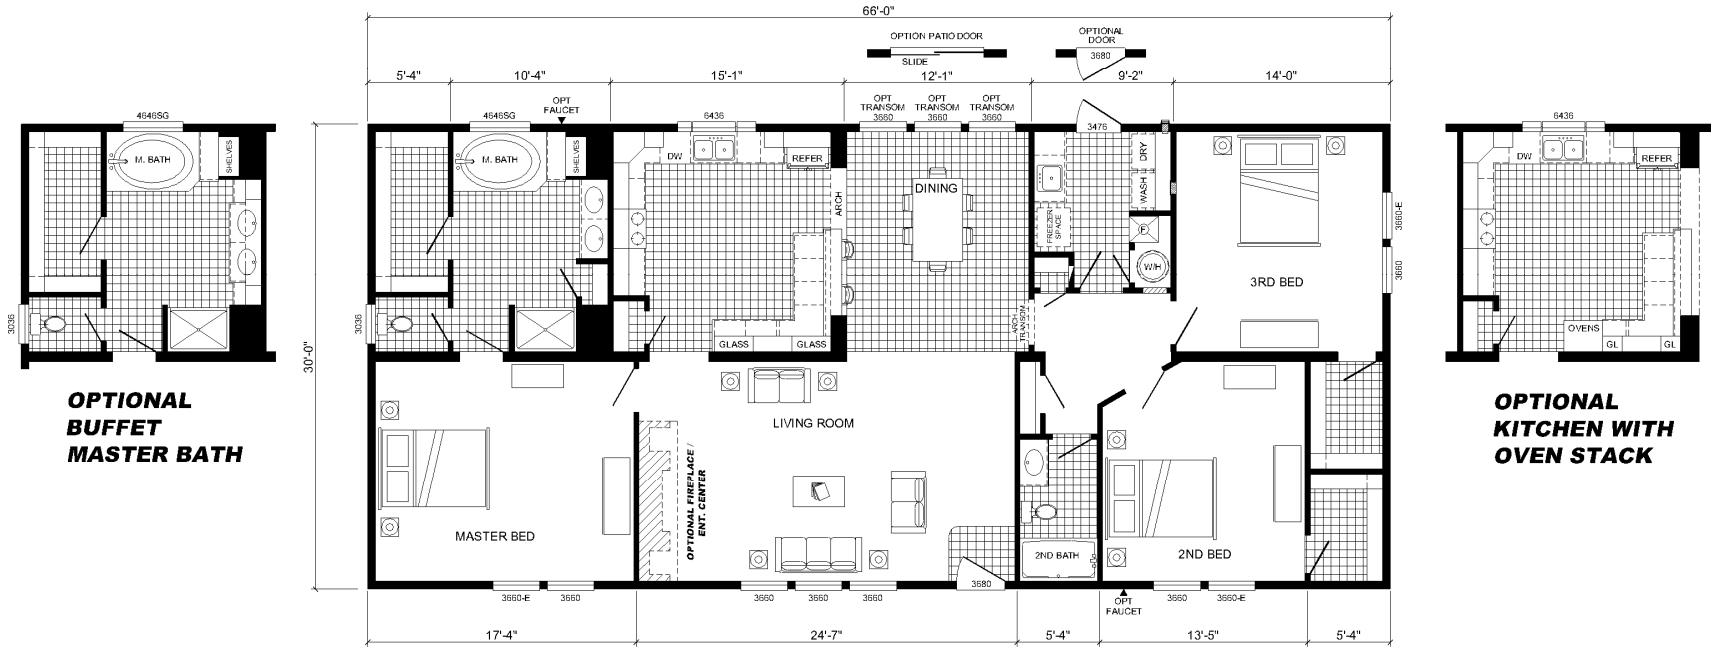 66'-0"
OPTION PATIO DOOR
SLIDE
OPTIONAL
DOOR
3680
5'-4"
10'-4"
15'-1"
12'-1"
9'-2"
14'-0"
4646SG
M. BATH
SHELVES
3036
OPTIONAL
BUFFET
MASTER BATH
30'-0"
4646SG
OPT
FAUCET
M. BATH
SHELVES
3036
6436
DW
REFER
ARCH
GLASS
GLASS
OPT
TRANSOM
3660
OPT
TRANSOM
3660
OPT
TRANSOM
3660
DINING
ARCH
TRANSOM
3476
DRY
WASH
FREEZER
SPACE
F
W/H
3RD BED
3660-E
3660
6436
DW
REFER
OVENS
GL
GL
OPTIONAL
KITCHEN WITH
OVEN STACK
MASTER BED
OPTIONAL FIREPLACE /
ENT. CENTER
LIVING ROOM
2ND BATH
2ND BED
3680
3660-E
3660
3660
3660
3660
OPT
FAUCET
3660
3660-E
17'-4"
24'-7"
5'-4"
13'-5"
5'-4"